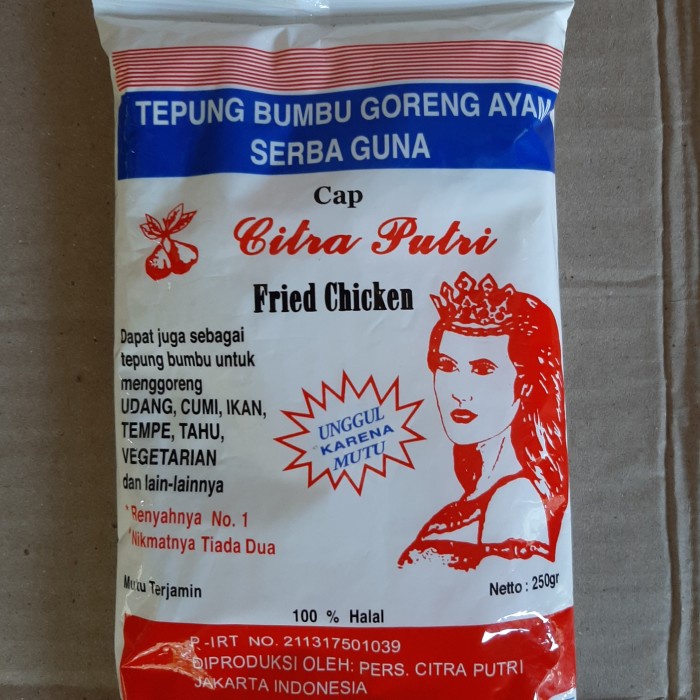 TEPUNG BUMBU GORENG AYAM
SERBA GUNA
Cap
Citra Putri
Fried Chicken
Dapat juga sebagai
tepung bumbu untuk
menggoreng
UDANG, CUMI, IKAN,
TEMPE, TAHU,
VEGETARIAN
dan lain-lainnya
* Renyahnya No. 1
*Nikmatnya Tiada Dua
UNGGUL
KARENA
MUTU
Mutu Terjamin
Netto : 250gr
100 % Halal
P.-IRT NO. 211317501039
DIPRODUKSI OLEH: PERS. CITRA PUTRI
JAKARTA INDONESIA